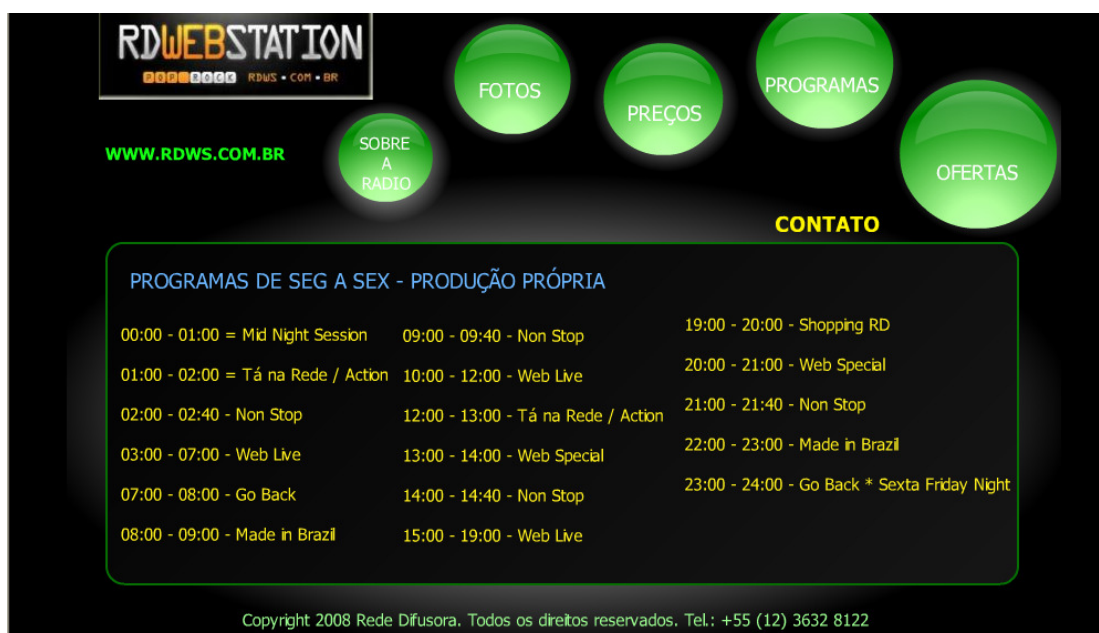 RDWEBSTATION
POP ROCK RDWS • COM • BR
FOTOS
PREÇOS
PROGRAMAS
OFERTAS
SOBRE
A
RADIO
WWW.RDWS.COM.BR
CONTATO
PROGRAMAS DE SEG A SEX - PRODUÇÃO PRÓPRIA
00:00 - 01:00 = Mid Night Session
01:00 - 02:00 = Tá na Rede / Action
02:00 - 02:40 - Non Stop
03:00 - 07:00 - Web Live
07:00 - 08:00 - Go Back
08:00 - 09:00 - Made in Brazil
09:00 - 09:40 - Non Stop
10:00 - 12:00 - Web Live
12:00 - 13:00 - Tá na Rede / Action
13:00 - 14:00 - Web Special
14:00 - 14:40 - Non Stop
15:00 - 19:00 - Web Live
19:00 - 20:00 - Shopping RD
20:00 - 21:00 - Web Special
21:00 - 21:40 - Non Stop
22:00 - 23:00 - Made in Brazil
23:00 - 24:00 - Go Back * Sexta Friday Night
Copyright 2008 Rede Difusora. Todos os direitos reservados. Tel.: +55 (12) 3632 8122